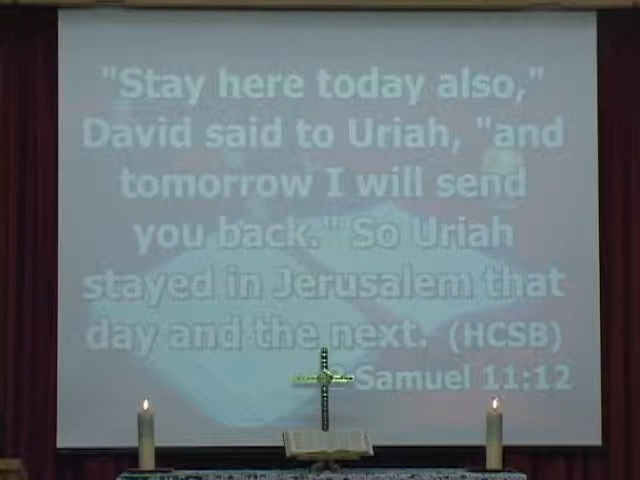 "Stay here today also,"
David said to Uriah, "and
tomorrow I will send
you back." So Uriah
stayed in Jerusalem that
day and the next. (HCSB)
Samuel 11:12